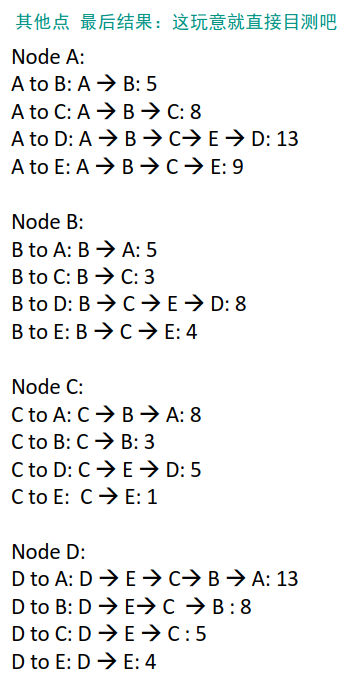 其他点 最后结果：这玩意就直接目测吧
Node A:
A to B: A → B: 5
A to C: A → B → C: 8
A to D: A → B → C→ E → D: 13
A to E: A → B → C → E: 9
Node B:
B to A: B → A: 5
B to C: B → C: 3
B to D: B → C → E → D: 8
B to E: B → C → E: 4
Node C:
C to A: C → B → A: 8
C to B: C → B: 3
C to D: C → E → D: 5
C to E: C → E: 1
Node D:
D to A: D → E → C→ B → A: 13
D to B: D → E→ C → B : 8
D to C: D → E → C : 5
D to E: D → E: 4